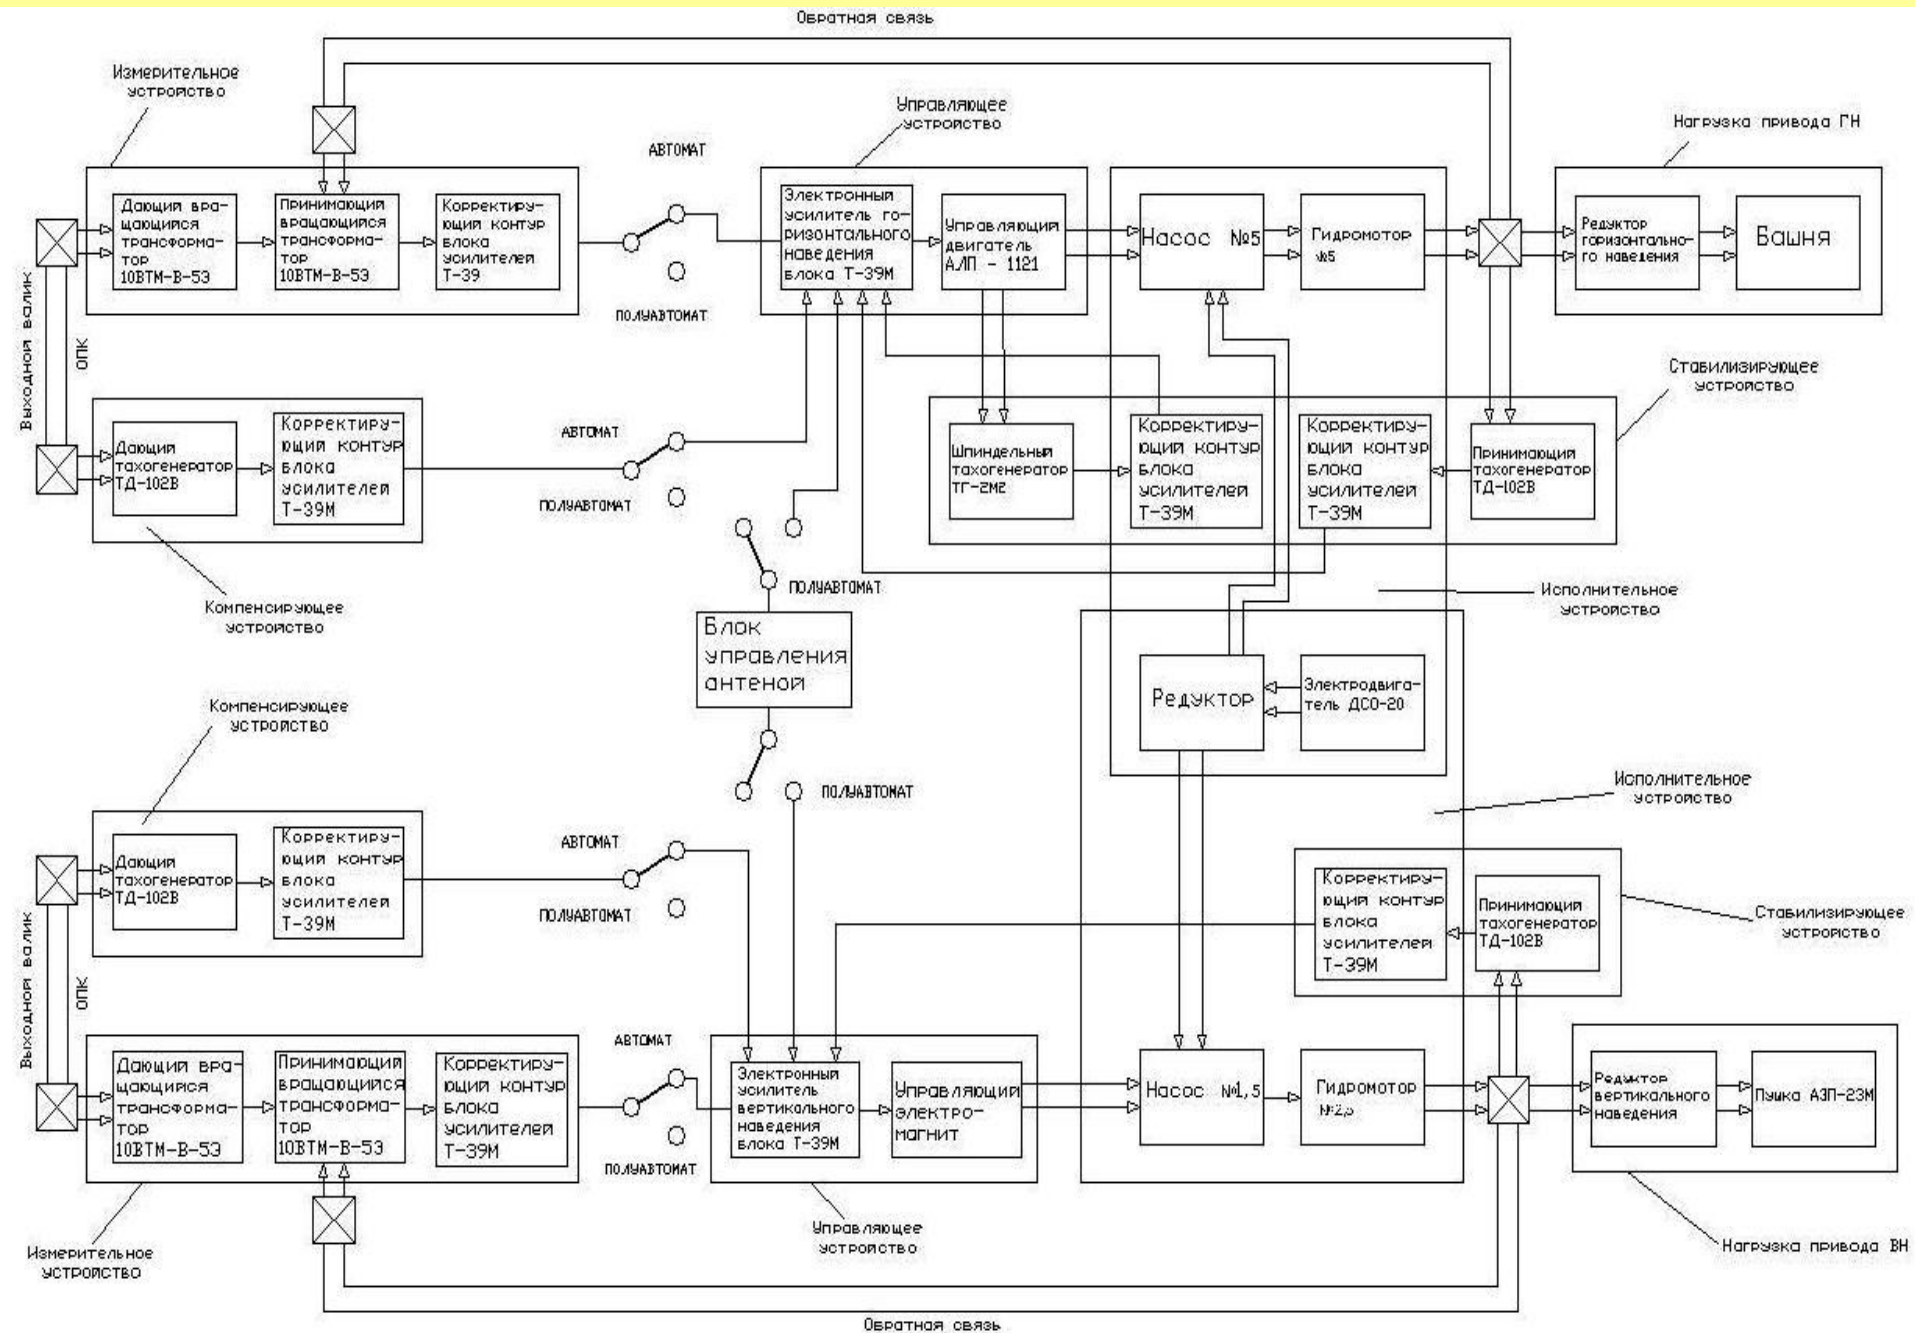 Обратная связь
Измерительное
устройство
Управляющее
устройство
Нагрузка привода ГН
АВТОМАТ
ПОЛУАВТОМАТ
Дающий вра-
щающийся
трансформа-
тор
10ВТМ-В-5Э
Принимающий
вращающийся
трансформа-
тор
10ВТМ-В-5Э
Корректиру-
ющий контур
блока
усилителей
Т-39
Электронный
усилитель го-
ризонтального
наведения
блока Т-39М
Управляющий
двигатель
АЛП - 1121
Насос №5
Гидромотор
№5
Редуктор
горизонтально-
го наведения
Башня
Выходной валик
ОПК
Стабилизирующее
устройство
Дающий
тахогенератор
ТД-102В
Корректиру-
ющий контур
блока
усилителей
Т-39М
АВТОМАТ
ПОЛУАВТОМАТ
Шпиндельный
тахогенератор
ТГ-2М2
Корректиру-
ющий контур
блока
усилителей
Т-39М
Корректиру-
ющий контур
блока
усилителей
Т-39М
Принимающий
тахогенератор
ТД-102В
Компенсирующее
устройство
ПОЛУАВТОМАТ
Исполнительное
устройство
Блок
управления
антеной
Редуктор
Электродвига-
тель ДСО-20
Компенсирующее
устройство
ПОЛУАВТОМАТ
Исполнительное
устройство
Дающий
тахогенератор
ТД-102В
Корректиру-
ющий контур
блока
усилителей
Т-39М
АВТОМАТ
ПОЛУАВТОМАТ
Корректиру-
ющий контур
блока
усилителей
Т-39М
Принимающий
тахогенератор
ТД-102В
Стабилизирующее
устройство
Выходной валик
ОПК
АВТОМАТ
ПОЛУАВТОМАТ
Дающий вра-
щающийся
трансформа-
тор
10ВТМ-В-5Э
Принимающий
вращающийся
трансформа-
тор
10ВТМ-В-5Э
Корректиру-
ющий контур
блока
усилителей
Т-39М
Электронный
усилитель
вертикального
наведения
блока Т-39М
Управляющий
электро-
магнит
Насос №1,5
Гидромотор
№2,5
Редуктор
вертикального
наведения
Пушка АЗП-23М
Измерительное
устройство
Управляющее
устройство
Нагрузка привода ВН
Обратная связь